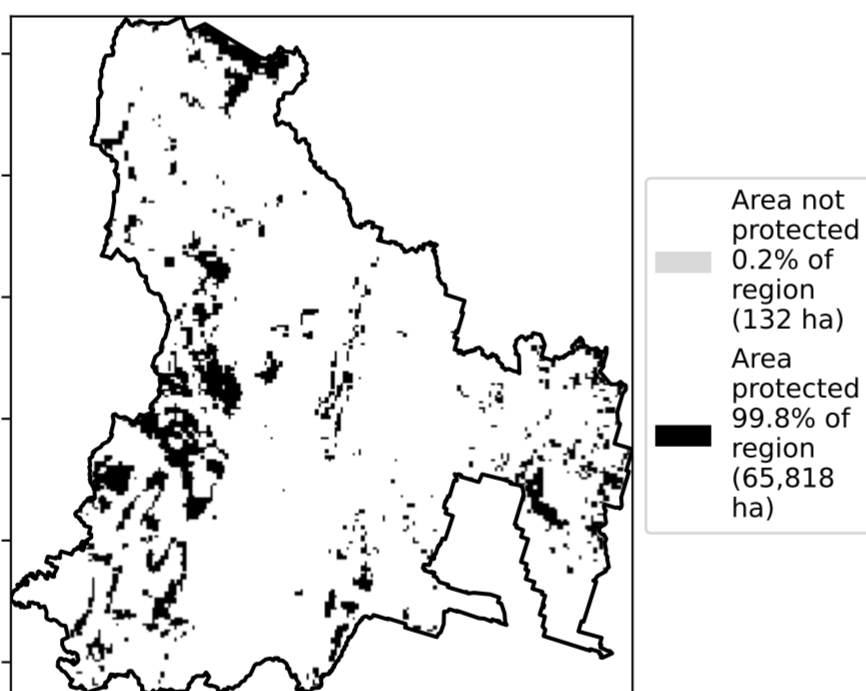 Area not
protected
0.2% of
region
(132 ha)
Area
protected
99.8% of
region
(65,818
ha)